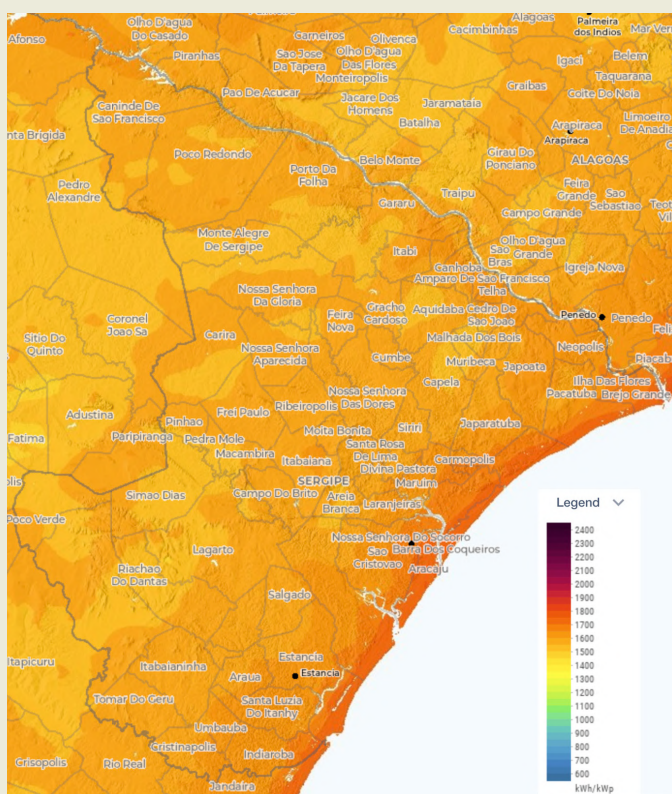 Olho D'agua
Do Casado
Afonso
Piranhas
Carneiros
Olivenca
Sao Jose
Da Tapera
Olho D'agua
Das Flores
Monteiropolis
Cacimbinhas
Alagoas
Palmeira
dos Indios
Mar Ver
Igaci
Belem
Taquarana
Coite Do Noia
Craibas
Caninde De
Sao Francisco
Pao De Acucar
Jacare Dos
Homens
Jaramataia
Batalha
Arapiraca
Arapiraca
Limoeiro
De Anadia
nta Brigida
Poco Redondo
Belo Monte
Girau Do
Ponciano
ALAGOAS
Porto Da
Folha
Pedro
Alexandre
Traipu
Feira
Grande
Sao
Sebastiao
Teot
Vil
Gararu
Campo Grande
Monte Alegre
De Sergipe
Itabi
Olho D'agua
Grande
Sao
Bras
Canhoba
Igreja Nova
Amparo De Sao Francisco
Telha
Nossa Senhora
Da Gloria
Feira
Nova
Gracho
Cardoso
Aquidaba
Cedro De
Sao Joao
Penedo
Penedo
Feli
Coronel
Joao Sa
Sitio Do
Quinto
Carira
Malhada Dos Bois
Neopolis
Nossa Senhora
Aparecida
Cumbe
Muribeca
Japoata
Piacab
Capela
Ilha Das Flores
Pacatuba
Brejo Grande
Nossa Senhora
Das Dores
Adustina
Frei Paulo
Ribeiropolis
Pinhao
Moita Bonita
Siriri
Japaratuba
Fatima
Paripiranga
Pedra Mole
Santa Rosa
De Lima
Macambira
Itabaiana
Divina Pastora
Carmopolis
olis
SERGIPE
Maruim
Simao Dias
Campo Do Brito
Areia
Branca
Laranjeiras
Poco Verde
Nossa Senhora Do Socorro
Lagarto
Sao
Cristovao
Barra Dos Coqueiros
Aracaju
Riachao
Do Dantas
Salgado
Itapicuru
Itabaianinha
Estancia
Estancia
Araua
Tomar Do Geru
Santa Luzia
Do Itanhy
Umbauba
Cristinapolis
Indiaroba
Crisopolis
Rio Real
Jandaira
Legend
2400
2300
2200
2100
2000
1900
1800
1700
1600
1500
1400
1300
1200
1100
1000
900
800
700
600
kWh/kWp